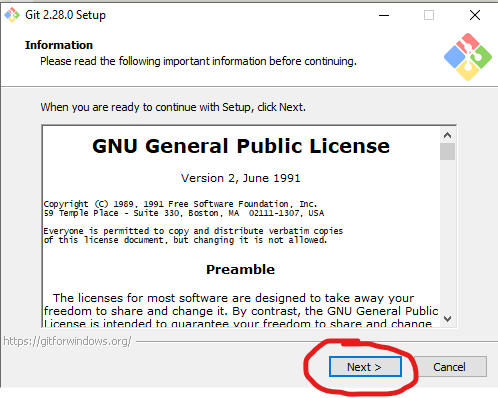 Git 2.28.0 Setup
Information
Please read the following important information before continuing.
When you are ready to continue with Setup, click Next.
GNU General Public License
Version 2, June 1991
Copyright (C) 1989, 1991 Free Software Foundation, Inc.
59 Temple Place - Suite 330, Boston, MA  02111-1307, USA
Everyone is permitted to copy and distribute verbatim copies
of this license document, but changing it is not allowed.
Preamble
The licenses for most software are designed to take away your
freedom to share and change it. By contrast, the GNU General Public
License is intended to guarantee your freedom to share and change
https://gitforwindows.org/
Next >
Cancel